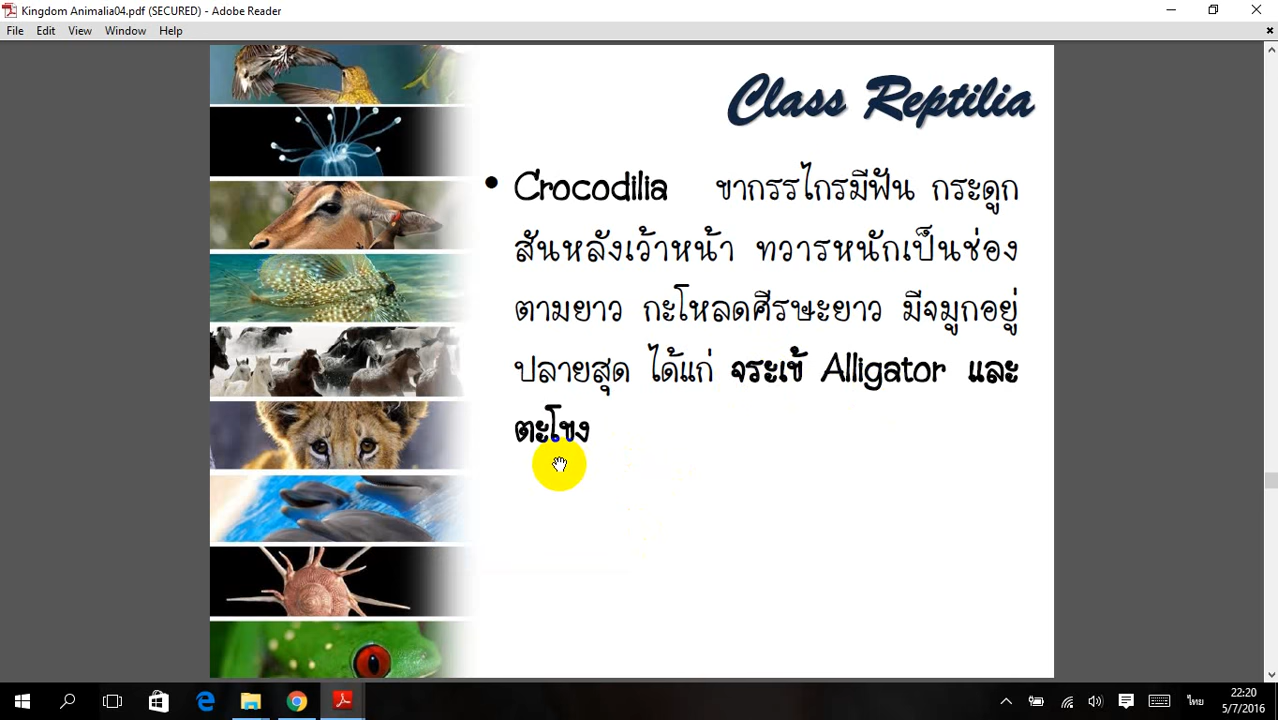 Kingdom Animalia04.pdf (SECURED) - Adobe Reader
File Edit View Window Help
Class Reptilia
• Crocodilia ขากรรไกรมีฟัน กระดูก
สันหลังเว้าหน้า ทวารหนักเป็นช่อง
ตามยาว กะโหลดศีรษะยาว มีจมูกอยู่
ปลายสุด ได้แก่ จระเข้ Alligator และ
ตะโขง
22:20
ไทย
5/7/2016